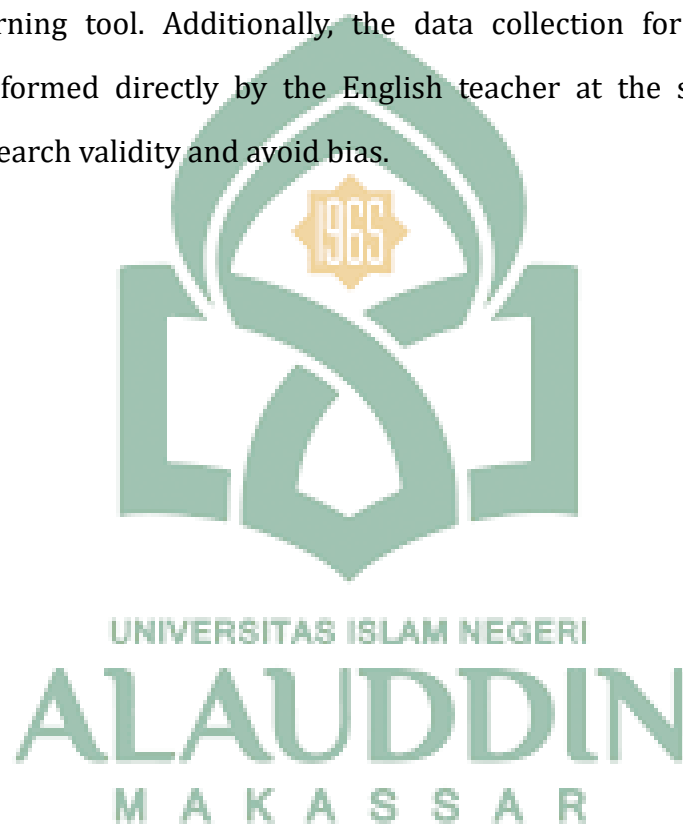 rning tool. Additionally, the data collection for
formed directly by the English teacher at the s
earch validity and avoid bias.
1965
UNIVERSITAS ISLAM NEGERI
ALAUDDIN
MAKASSAR